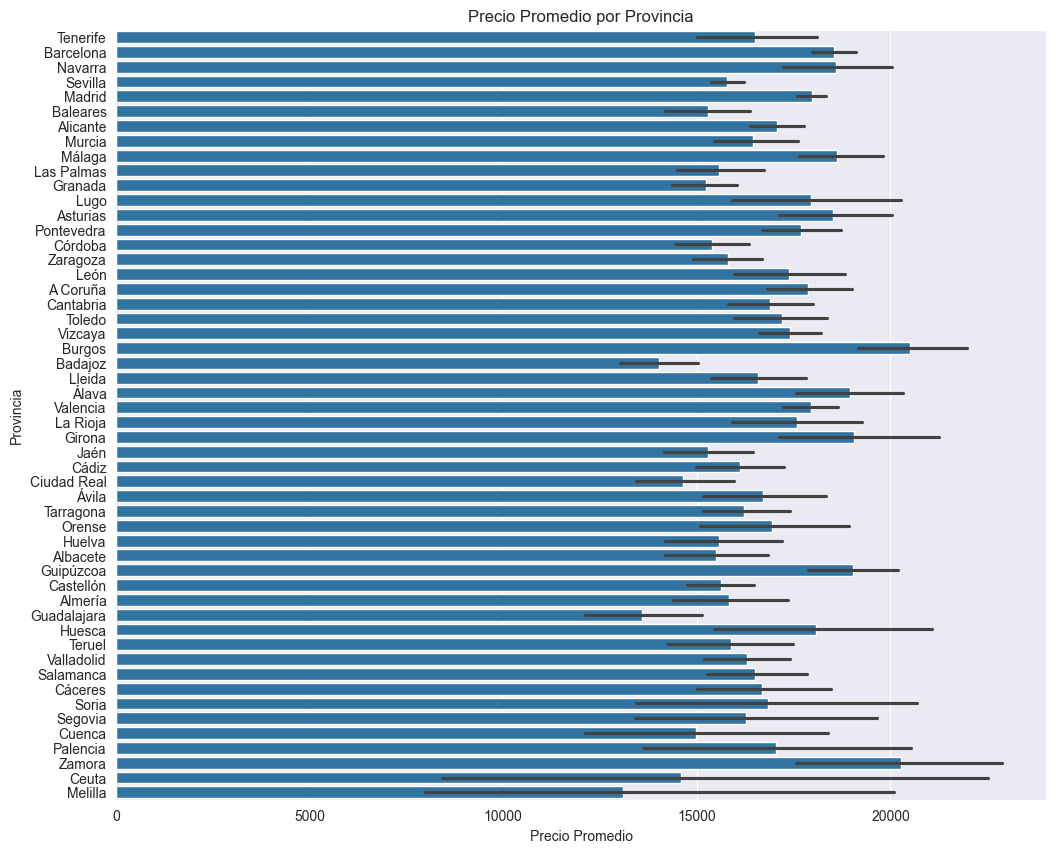 Precio Promedio por Provincia
Tenerife
Barcelona
Navarra
Sevilla
Madrid
Baleares
Alicante
Murcia
Málaga
Las Palmas
Granada
Lugo
Asturias
Pontevedra
Córdoba
Zaragoza
León
A Coruña
Cantabria
Toledo
Vizcaya
Burgos
Badajoz
Lleida
Álava
Valencia
La Rioja
Girona
Jaén
Cádiz
Ciudad Real
Ávila
Tarragona
Orense
Huelva
Albacete
Guipúzcoa
Castellón
Almería
Guadalajara
Huesca
Teruel
Valladolid
Salamanca
Cáceres
Soria
Segovia
Cuenca
Palencia
Zamora
Ceuta
Melilla
Provincia
0 5000 10000 15000 20000
Precio Promedio